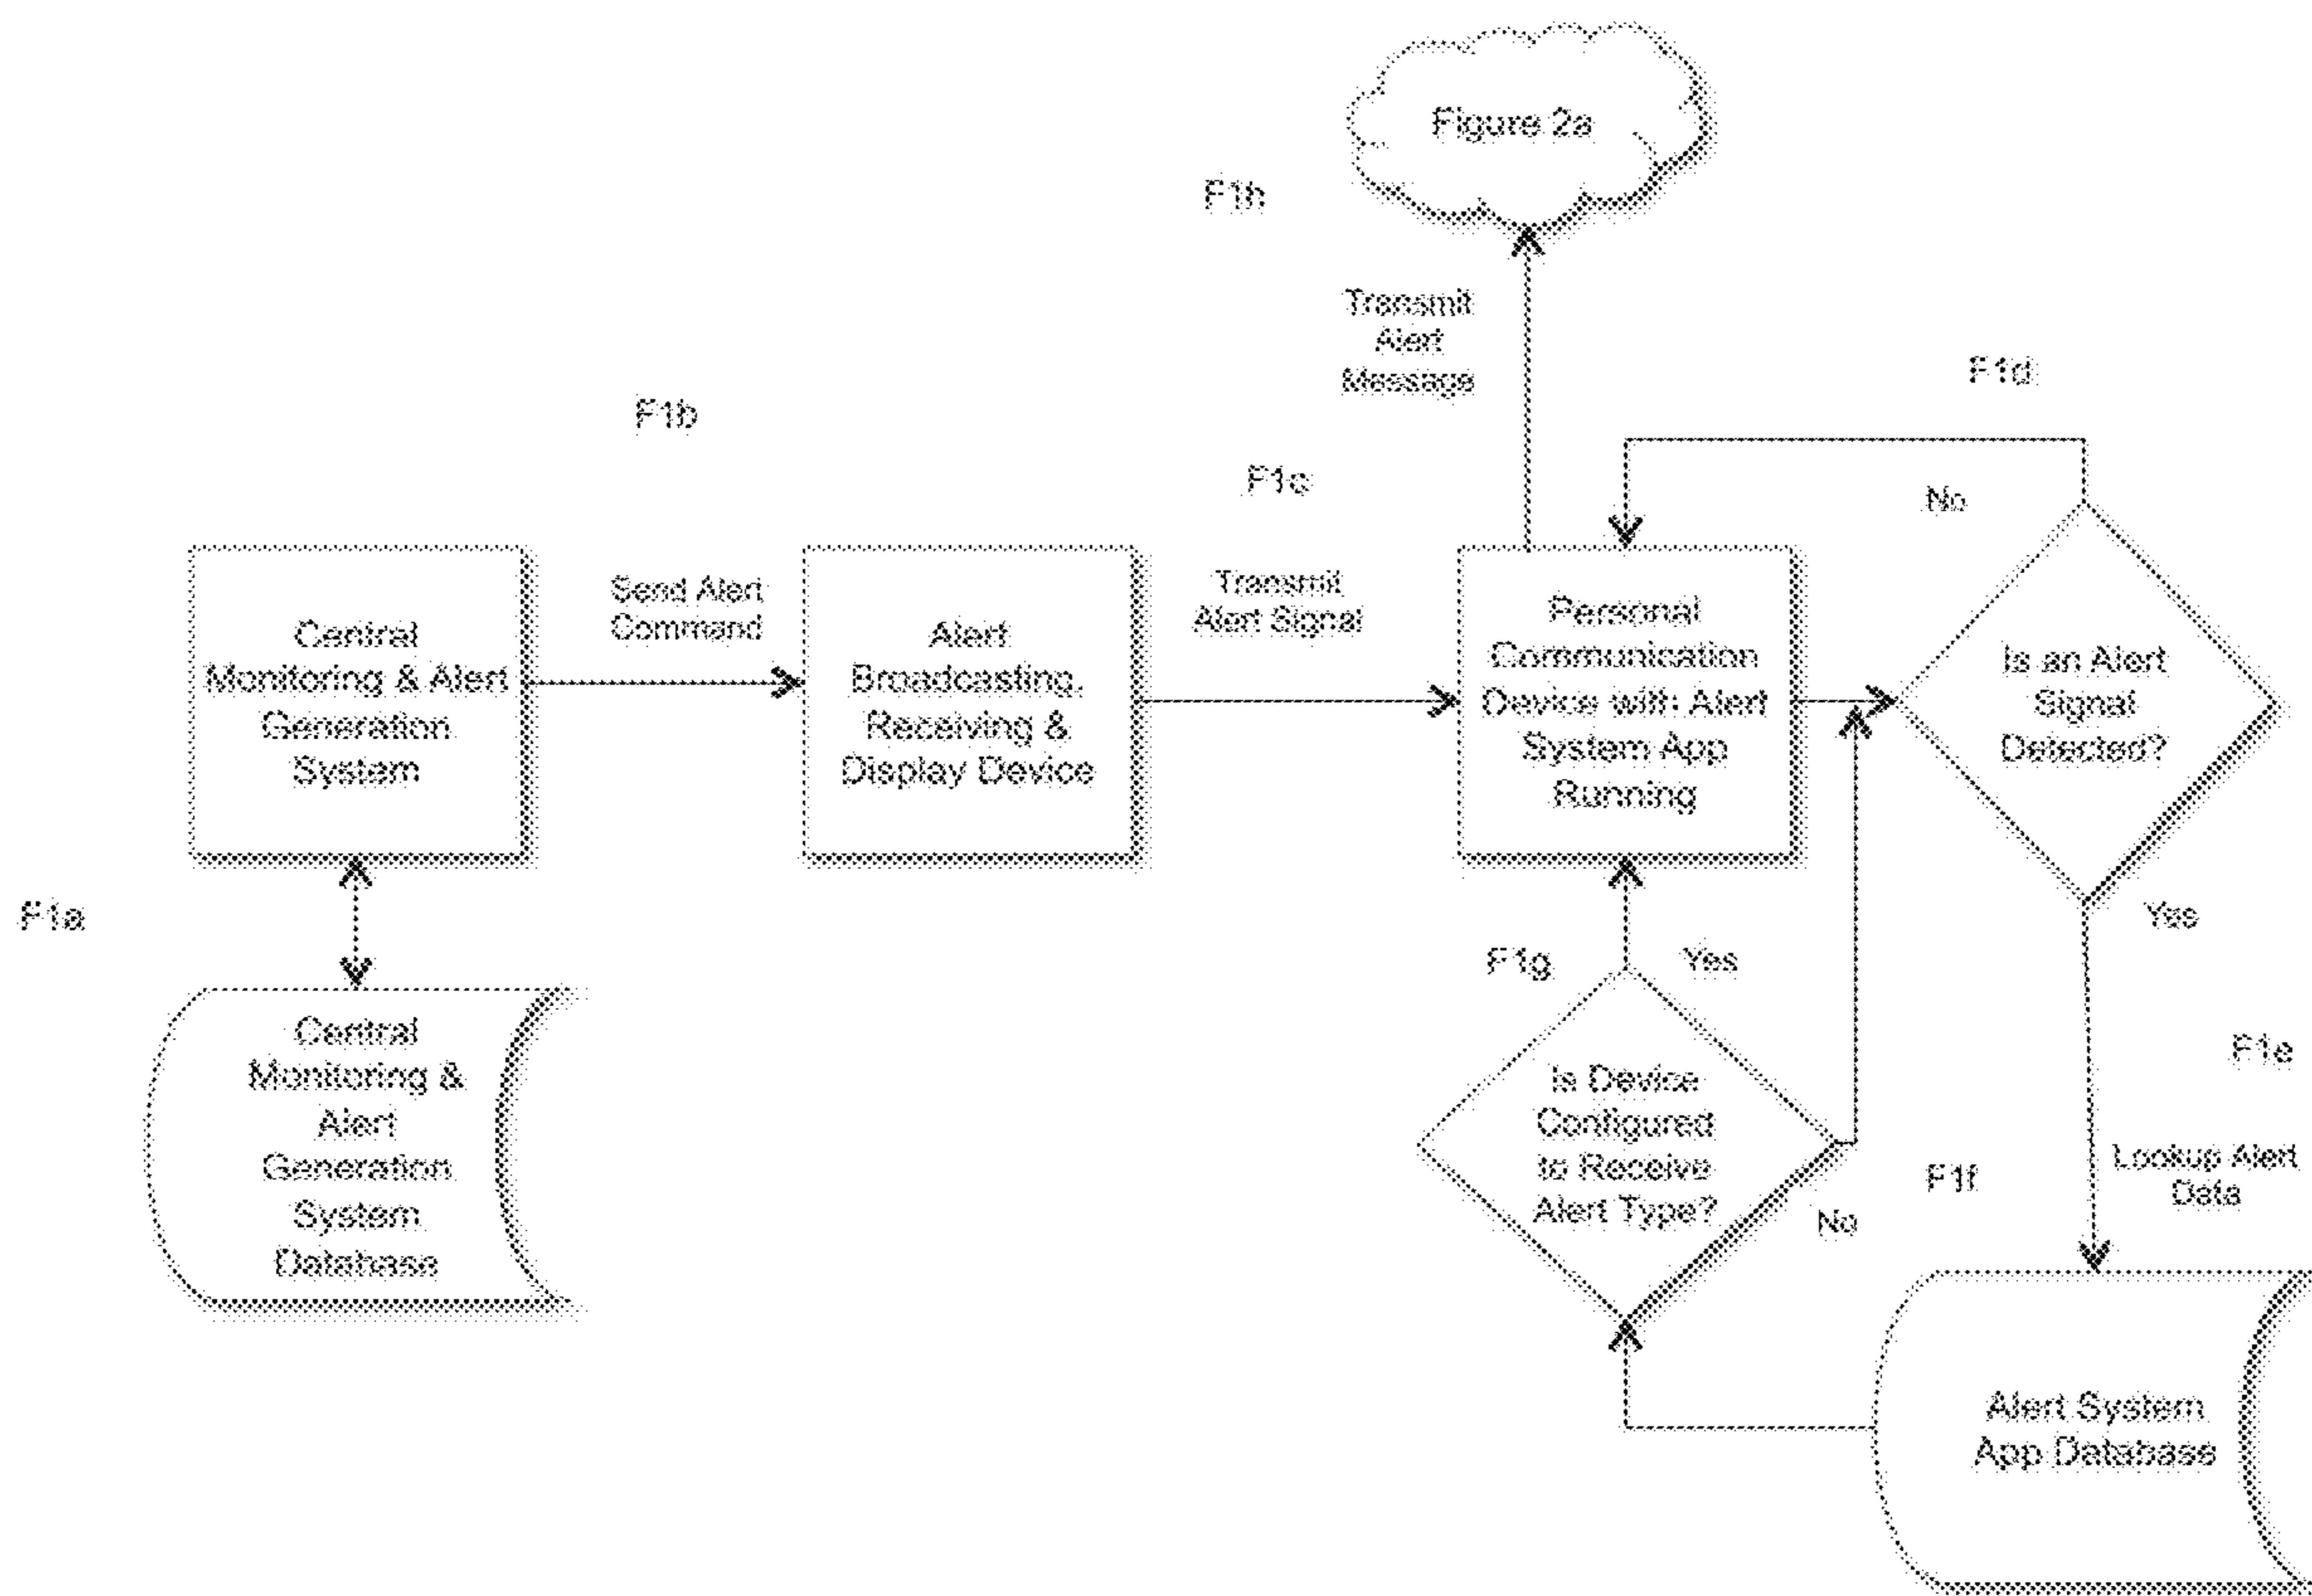 Figure 2a
F1h
Transmit
Alert
Message
F1d
F1b
F1c
No
Send Alert
Command
Transmit
Alert Signal
Central
Monitoring & Alert
Generation
System
Alert
Broadcasting,
Receiving &
Display Device
Personal
Communication
Device with Alert
System App
Running
Is an Alert
Signal
Detected?
F1a
Yes
F1g
Yes
Central
Monitoring &
Alert
Generation
System
Database
Is Device
Configured
to Receive
Alert Type?
F1e
F1f
Lookup Alert
Data
No
Alert System
App Database